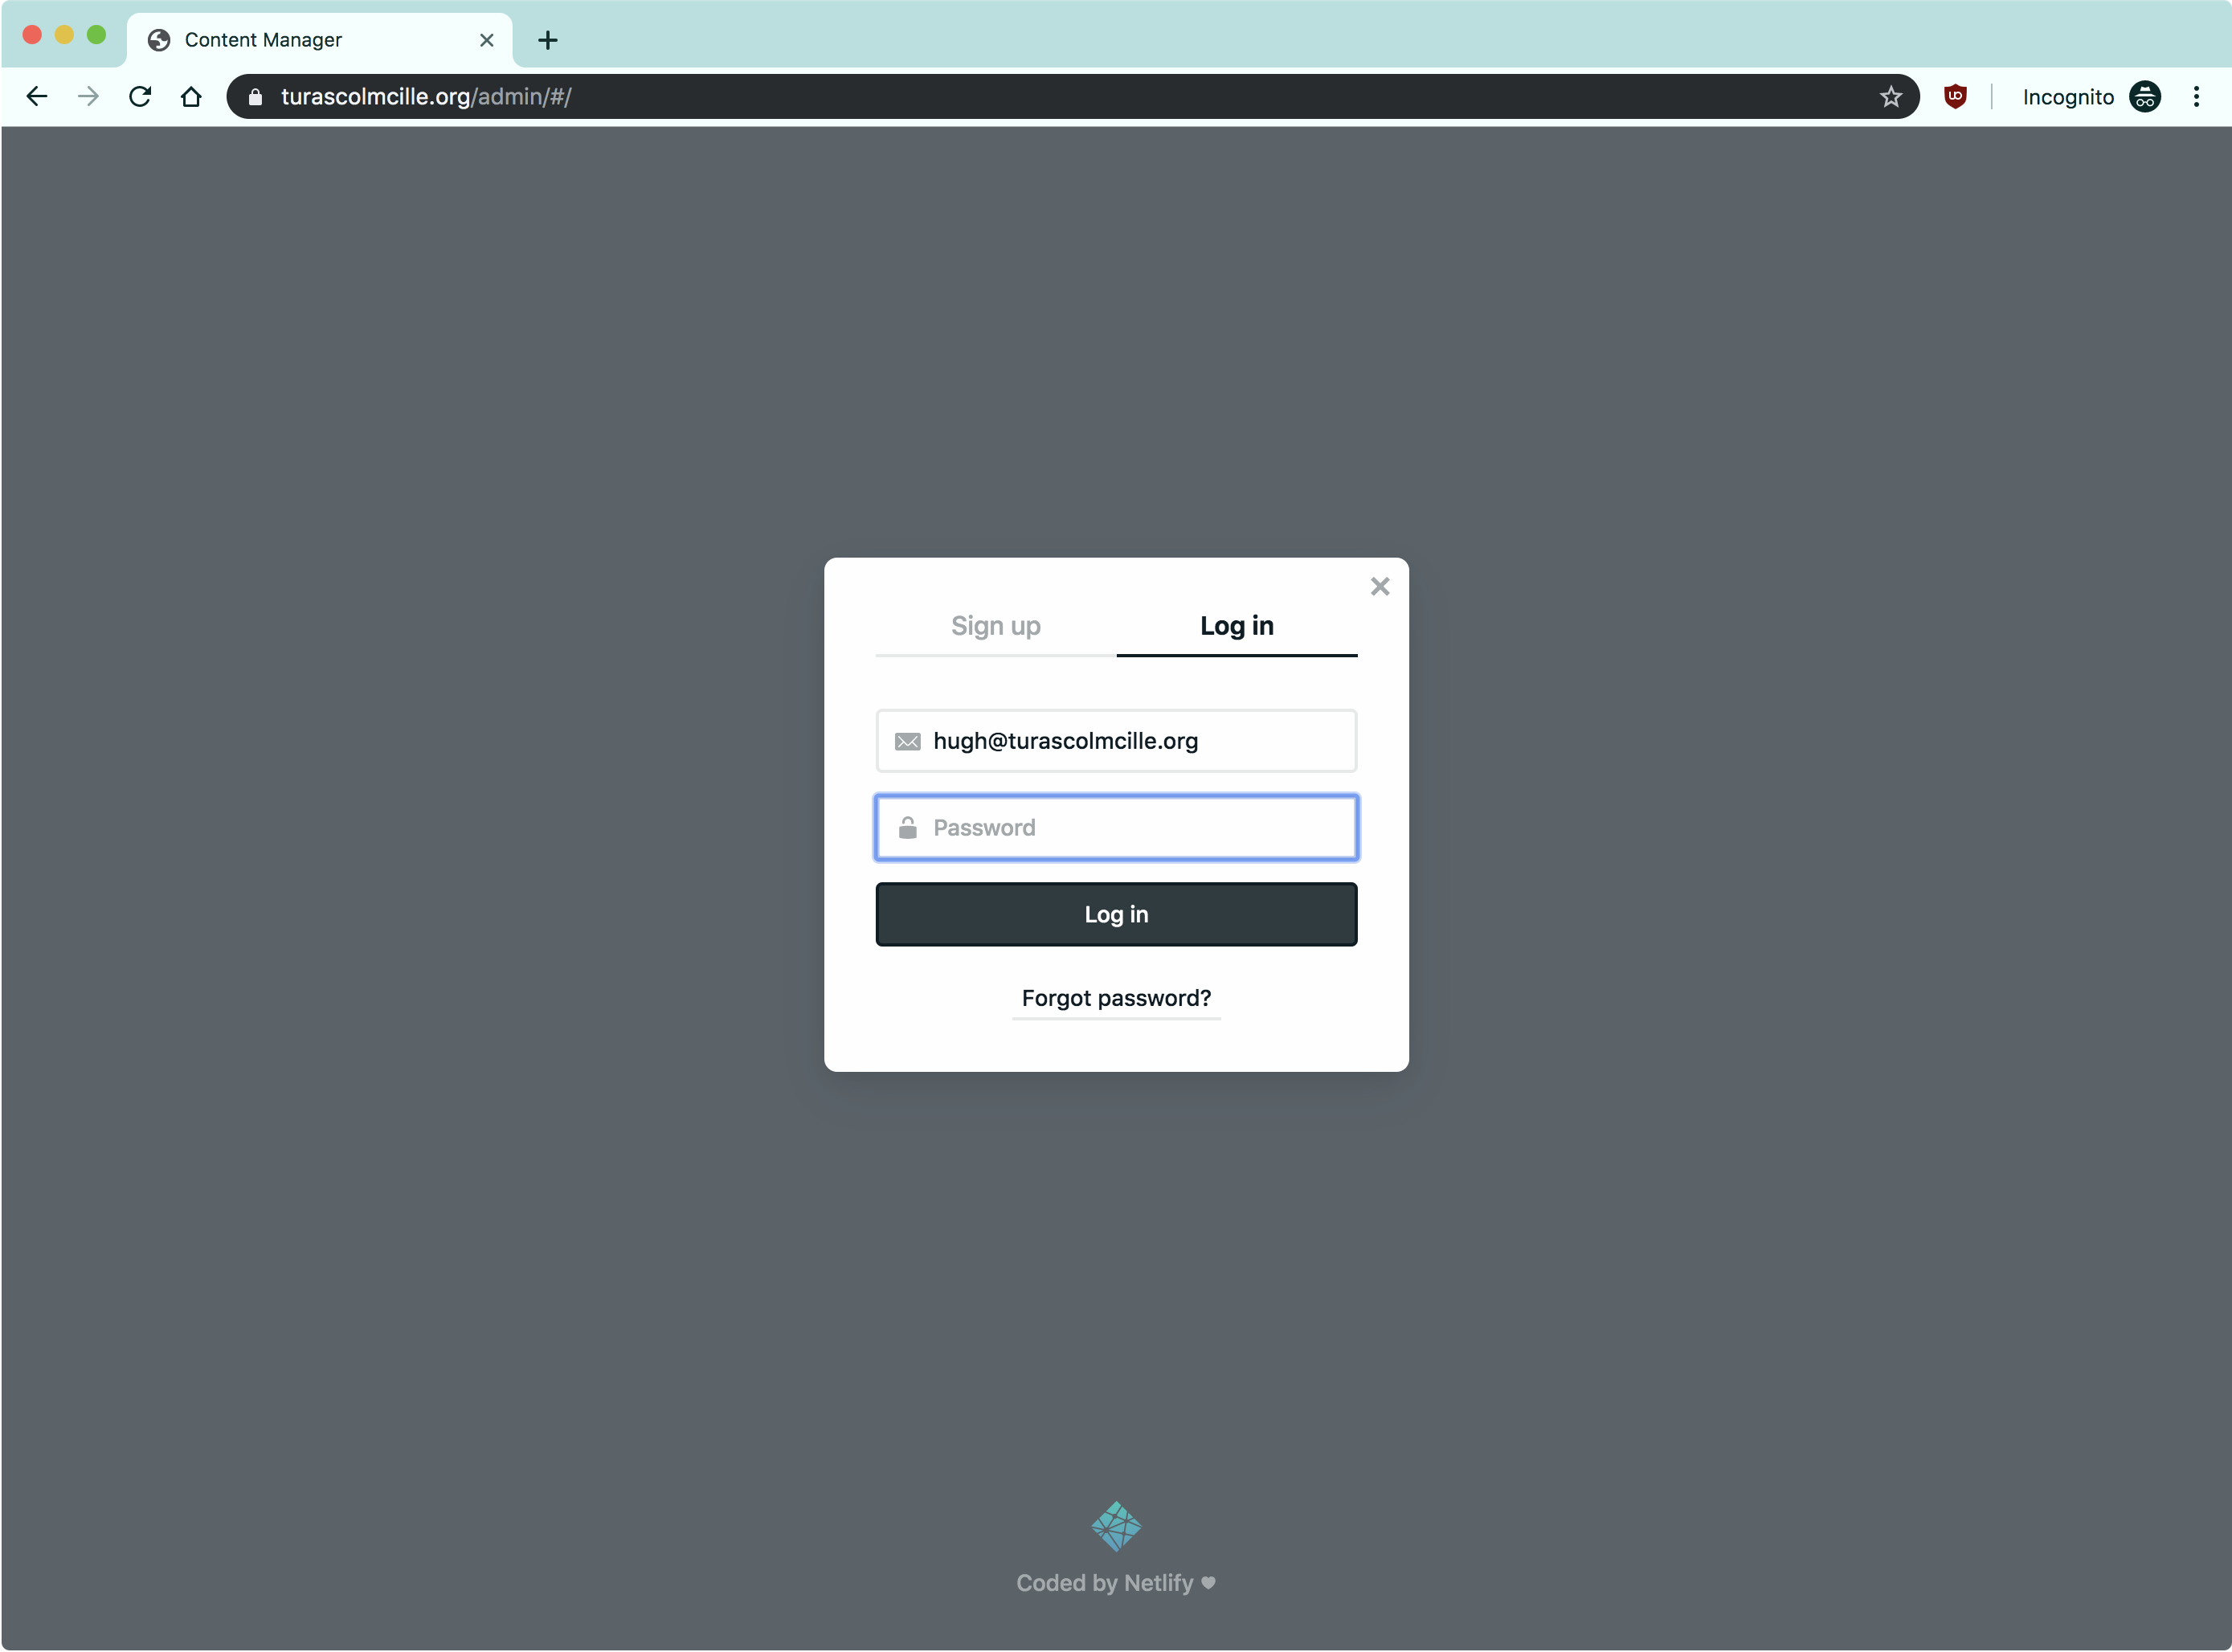 Content Manager
turascolmcille.org/admin/#/
Incognito
Sign up
Log in
hugh@turascolmcille.org
Password
Log in
Forgot password?
Coded by Netlify